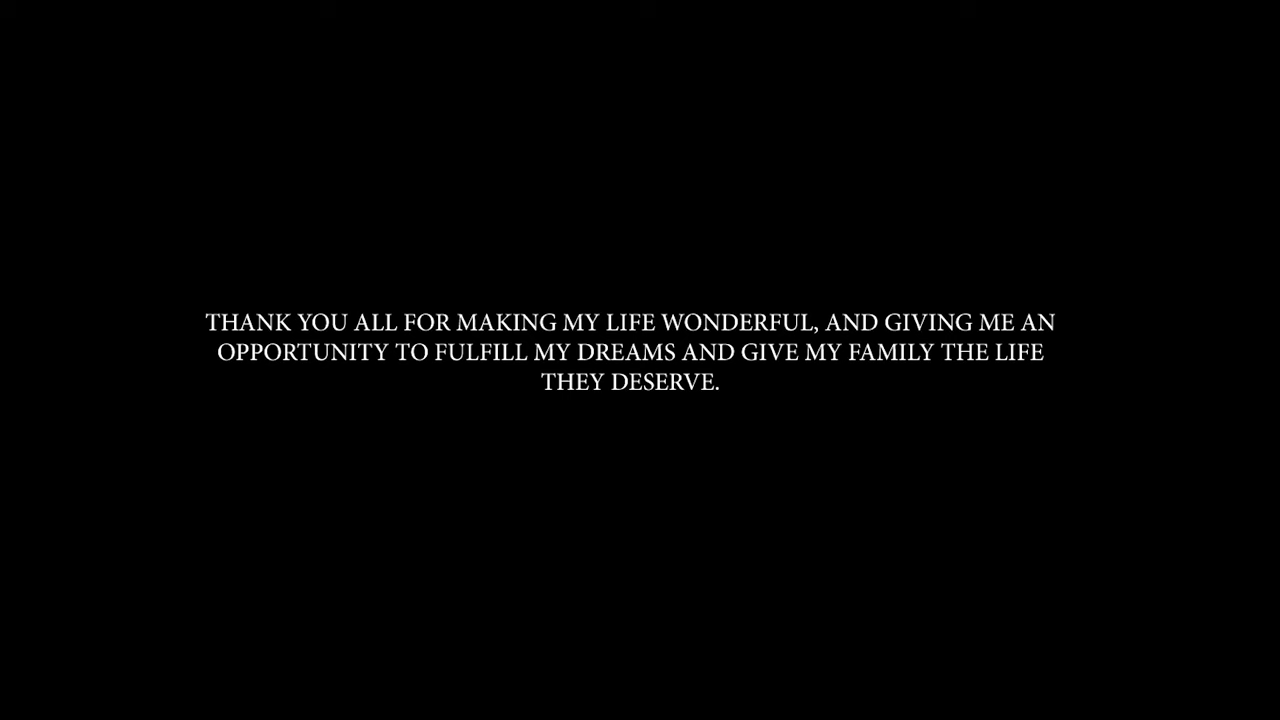 THANK YOU ALL FOR MAKING MY LIFE WONDERFUL, AND GIVING ME AN
OPPORTUNITY TO FULFILL MY DREAMS AND GIVE MY FAMILY THE LIFE
THEY DESERVE.